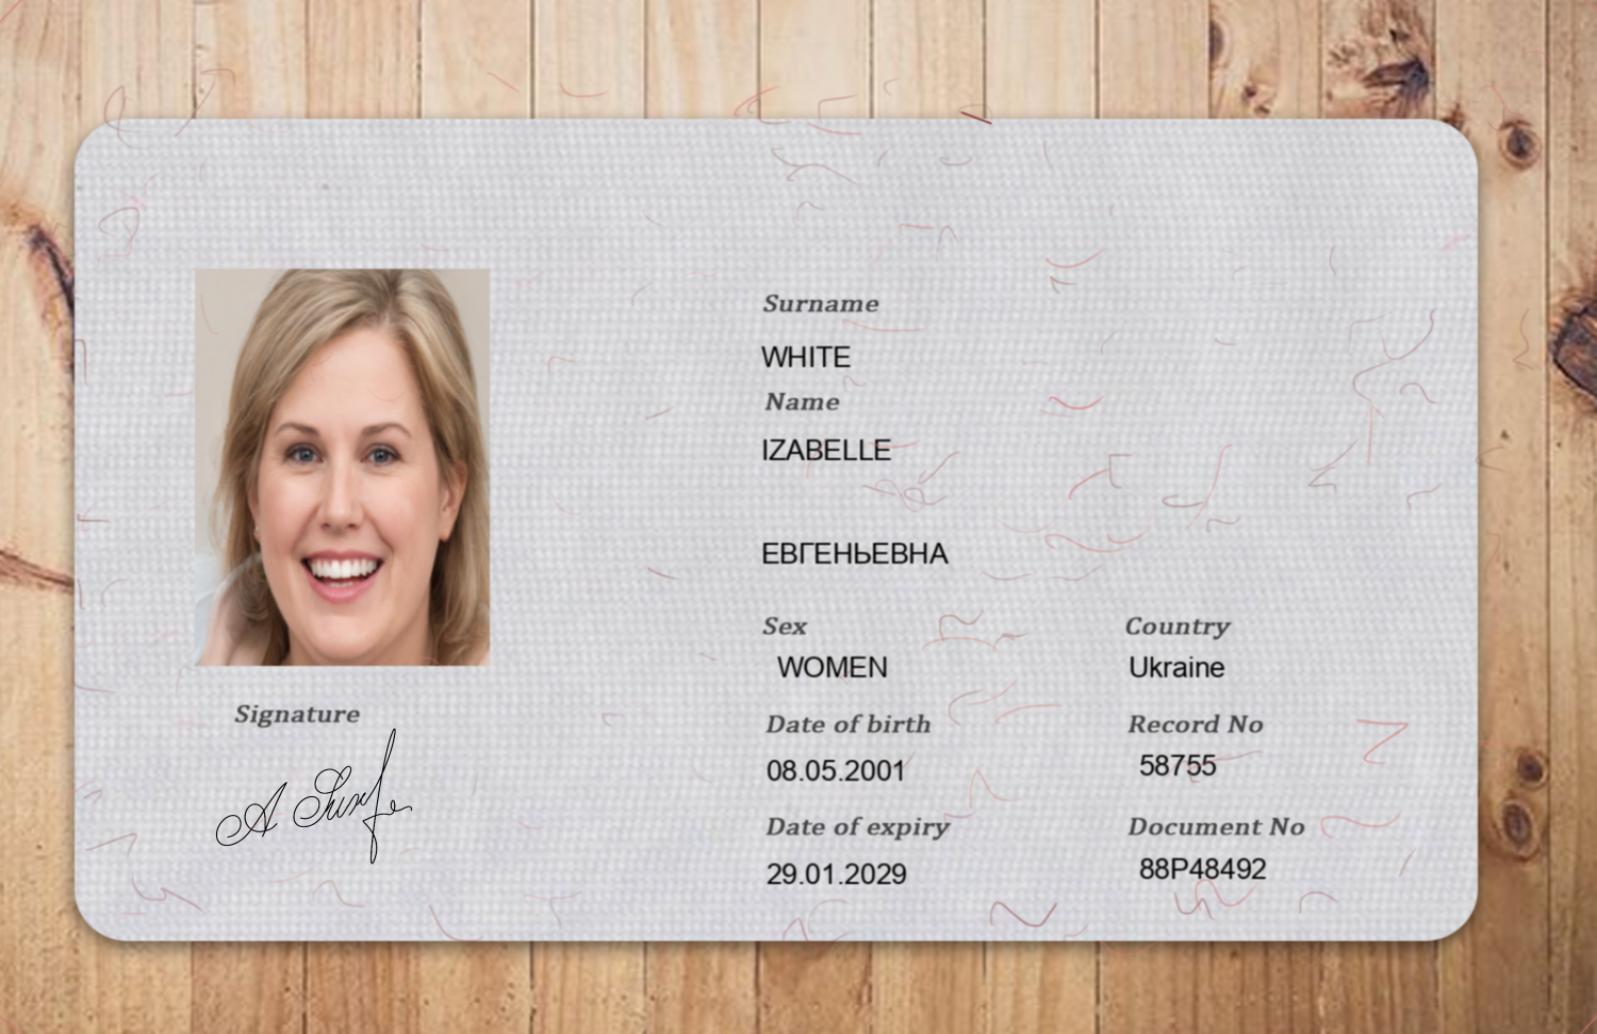 Surname
WHITE
Name
IZABELLE
ЕВГЕНЬЕВНА
Sex
WOMEN
Country
Ukraine
Date of birth
08.05.2001
Record No
58755
Date of expiry
29.01.2029
Document No
88P48492
Signature